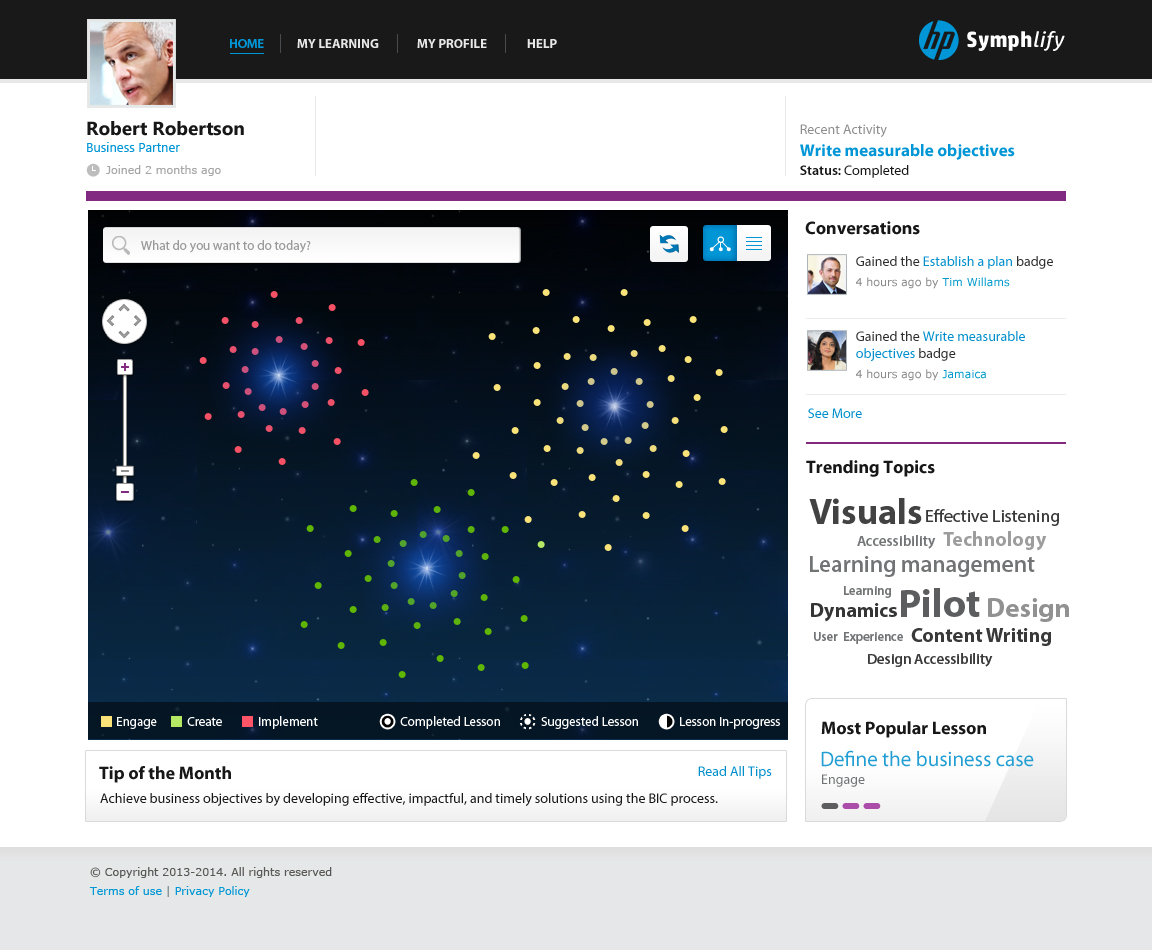 HOME
MY LEARNING
MY PROFILE
HELP
hp Symphlify
Robert Robertson
Business Partner
Joined 2 months ago
Recent Activity
Write measurable objectives
Status: Completed
What do you want to do today?
Engage
Create
Implement
Completed Lesson
Suggested Lesson
Lesson In-progress
Tip of the Month
Read All Tips
Achieve business objectives by developing effective, impactful, and timely solutions using the BIC process.
Conversations
Gained the Establish a plan badge
4 hours ago by Tim Willams
Gained the Write measurable
objectives badge
4 hours ago by Jamaica
See More
Trending Topics
Visuals Effective Listening
Accessibility Technology
Learning management
Learning
Dynamics Pilot Design
User Experience Content Writing
Design Accessibility
Most Popular Lesson
Define the business case
Engage
© Copyright 2013-2014. All rights reserved
Terms of use | Privacy Policy